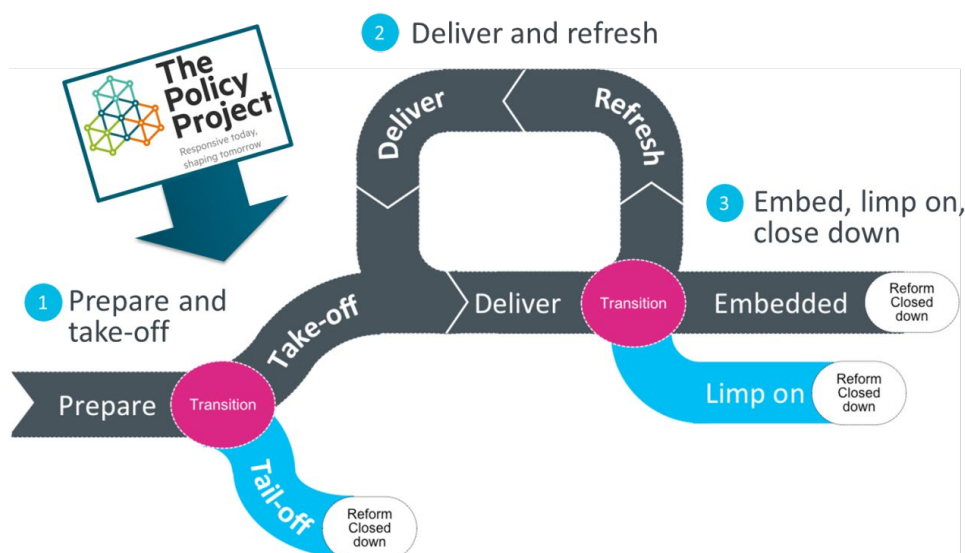 2 Deliver and refresh
The
Policy
Project
Responsive today,
shaping tomorrow
Deliver
Refresh
3 Embed, limp on,
close down
1 Prepare and
take-off
Take-off
Deliver
Transition
Embedded
Reform
Closed
down
Prepare
Transition
Limp on
Reform
Closed
down
Tail-off
Reform
Closed
down